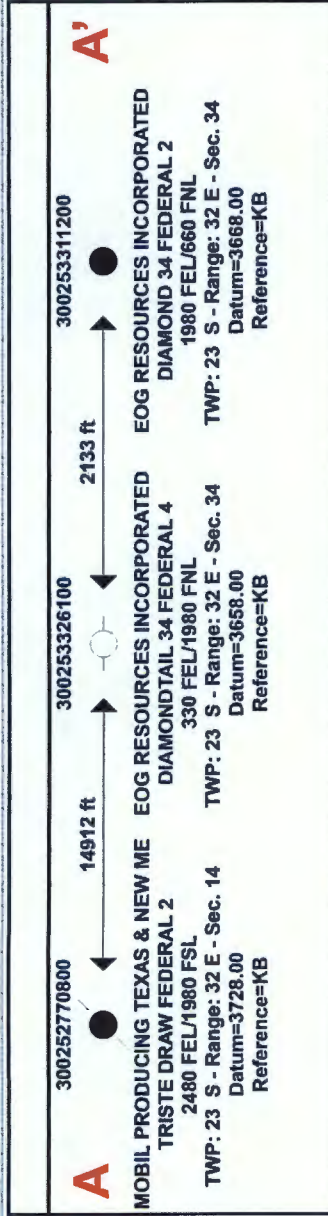 A
300252770800
14912 ft
300253326100
2133 ft
300253311200
A'
MOBIL PRODUCING TEXAS & NEW ME
TRISTE DRAW FEDERAL 2
2480 FEL/1980 FSL
TWP: 23 S - Range: 32 E - Sec. 14
Datum=3728.00
Reference=KB
EOG RESOURCES INCORPORATED
DIAMONDTAIL 34 FEDERAL 4
330 FEL/1980 FNL
TWP: 23 S - Range: 32 E - Sec. 34
Datum=3658.00
Reference=KB
EOG RESOURCES INCORPORATED
DIAMOND 34 FEDERAL 2
1980 FEL/660 FNL
TWP: 23 S - Range: 32 E - Sec. 34
Datum=3668.00
Reference=KB